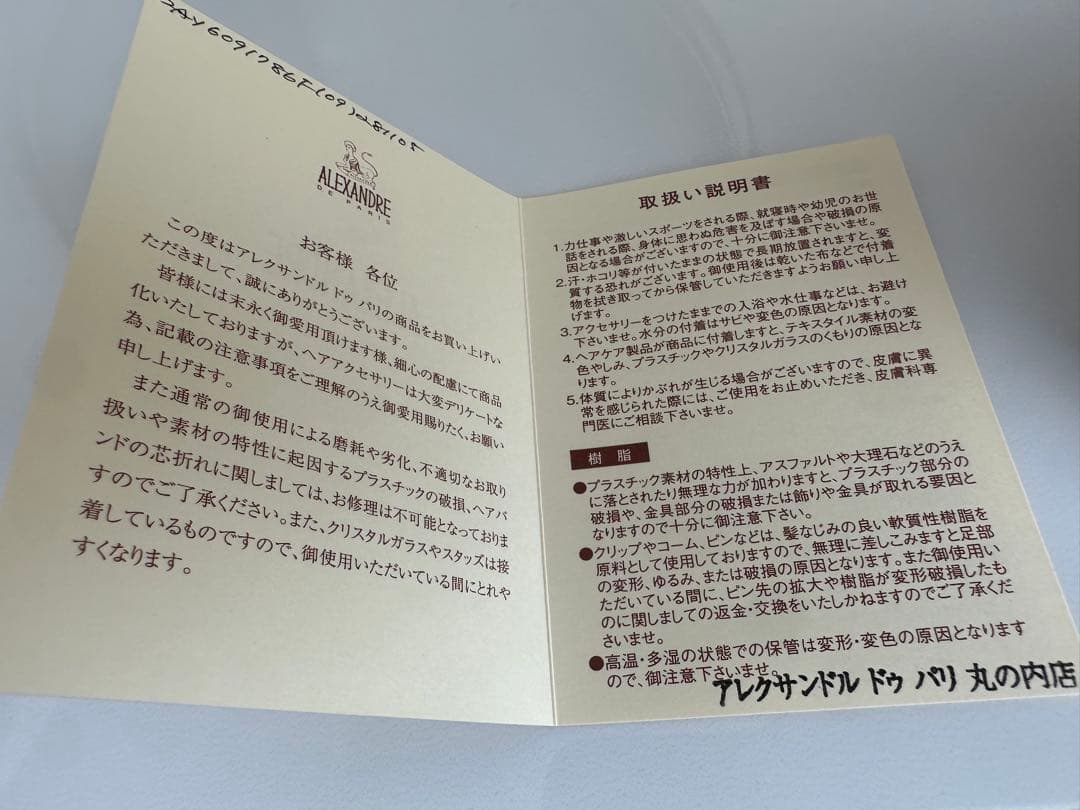 ALEXANDRE
DE PARIS
お客様 各位
この度はアレクサンドル ドゥ パリの商品をお買い上げい
ただきまして、誠にありがとうございます。
皆様には末永く御愛用頂けます様、細心の配慮にて商品
化いたしておりますが、ヘアアクセサリーは大変デリケートな
為、記載の注意事項をご理解のうえ御愛用賜りたく、お願い
申し上げます。
また通常の御使用による磨耗や劣化、不適切なお取り
扱いや素材の特性に起因するプラスチックの破損、ヘアバ
ンドの芯折れに関しましては、お修理は不可能となっておりま
すのでご了承ください。また、クリスタルガラスやスタッズは接
着しているものですので、御使用いただいている間にとれや
すくなります。
取扱い説明書
1.力仕事や激しいスポーツをされる際、就寝時や幼児のお世
話をされる際、身体に思わぬ危害を及ぼす場合や破損の原
因となる場合がございますので、十分に御注意下さいませ。
2.汗・ホコリ等が付いたままの状態で長期放置されますと、変
質する恐れがございます。御使用後は乾いた布などで付着
物を拭き取ってから保管していただきますようお願い申し上
げます。
3.アクセサリーをつけたままでの入浴や水仕事などは、お避け
下さいませ。水分の付着はサビや変色の原因となります。
4.ヘアケア製品が商品に付着しますと、テキスタイル素材の変
色やしみ、プラスチックやクリスタルガラスのくもりの原因とな
ります。
5.体質によりかぶれが生じる場合がございますので、皮膚に異
常を感じられた際には、ご使用をお止めいただき、皮膚科専
門医にご相談下さいませ。
樹 脂
●プラスチック素材の特性上、アスファルトや大理石などのうえ
に落とされたり無理な力が加わりますと、プラスチック部分の
破損や、金具部分の破損または飾りや金具が取れる要因と
なりますので十分に御注意下さい。
●クリップやコーム、ピンなどは、髪なじみの良い軟質性樹脂を
原料として使用しておりますので、無理に差しこみますと足部
の変形、ゆるみ、または破損の原因となります。また御使用い
ただいている間に、ピン先の拡大や樹脂が変形破損したも
のに関しましての返金・交換をいたしかねますのでご了承くだ
さいませ。
●高温・多湿の状態での保管は変形・変色の原因となります
ので、御注意下さいませ。
アレクサンドル ドゥ パリ 丸の内店